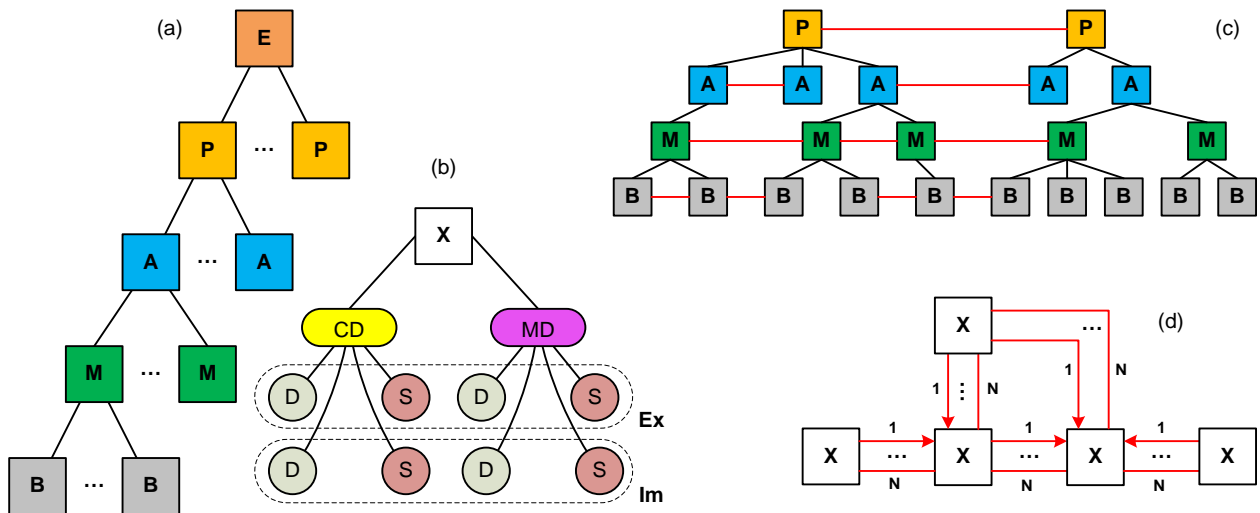 (a)
E
P ... P
A ... A
M ... M
B ... B
(b)
X
CD MD
D S D S
Ex
D S D S
Im
(c)
P P
A A A A A
M M M M M
B B B B B B B B B B
(d)
X
...
1 ⋮ N 1 N
1 1 1
X ... X ... X ... X
N N N